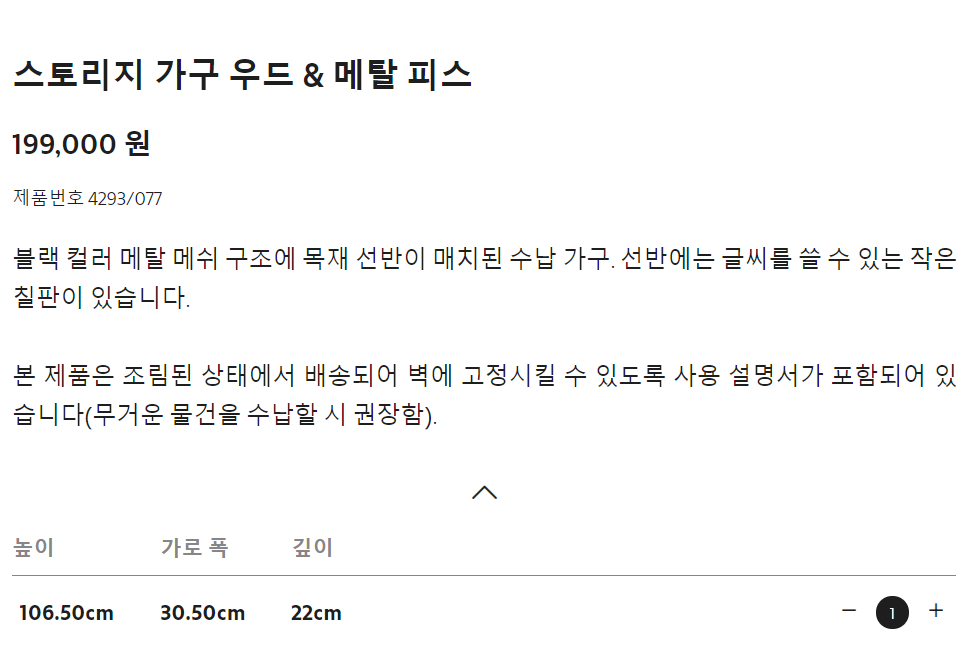 스토리지 가구 우드 & 메탈 피스
199,000 원
제품번호 4293/077
블랙 컬러 메탈 메쉬 구조에 목재 선반이 매치된 수납 가구. 선반에는 글씨를 쓸 수 있는 작은
칠판이 있습니다.
본 제품은 조림된 상태에서 배송되어 벽에 고정시킬 수 있도록 사용 설명서가 포함되어 있
습니다(무거운 물건을 수납할 시 권장함).
높이 가로 폭 깊이
106.50cm 30.50cm 22cm − 1 +